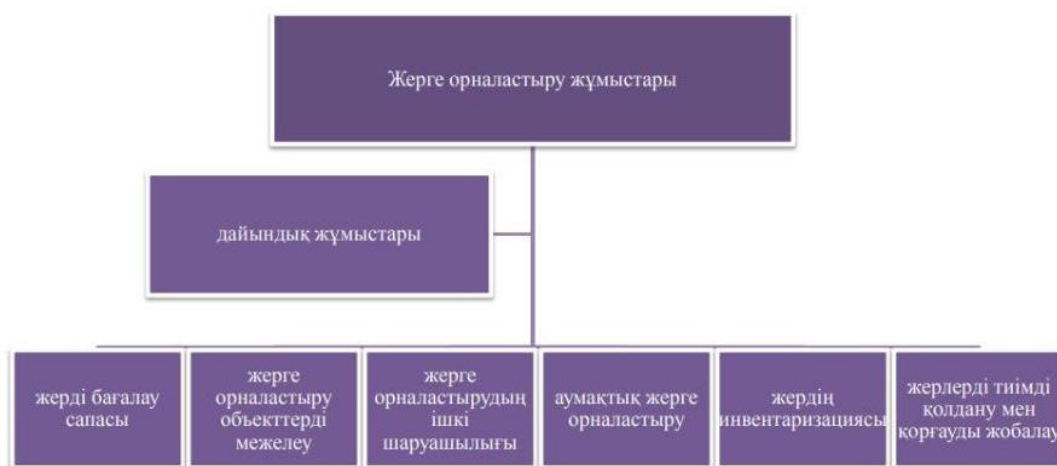 Жерге орналастыру жұмыстары
дайындық жұмыстары
жерді бағалау
сапасы
жерге
орналастыру
объекттерді
межелеу
жерге
орналастырудың
ішкі
шаруашылығы
аумақтық жерге
орналастыру
жердің
инвентаризациясы
жерлерді тиімді
қолдану мен
қорғауды жобалау